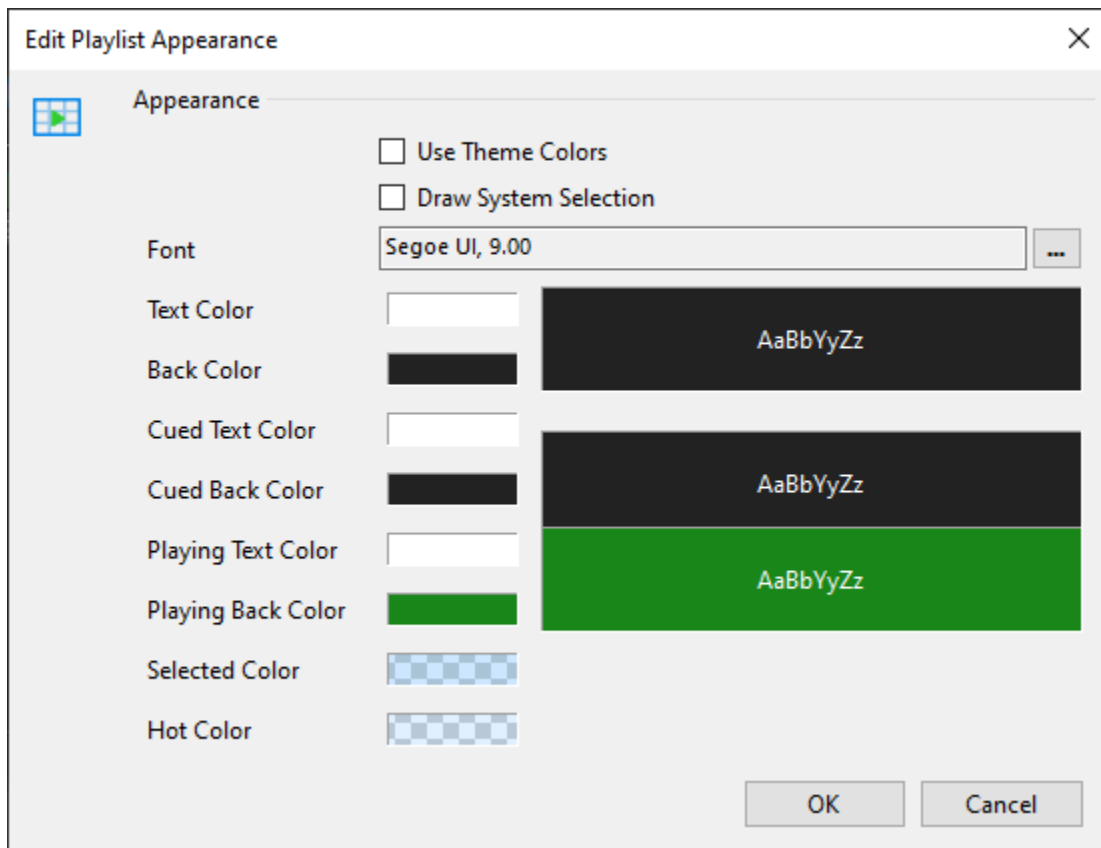 Edit Playlist Appearance
Appearance
Use Theme Colors
Draw System Selection
Font
Segoe UI, 9.00
...
Text Color
AaBbYyZz
Back Color
Cued Text Color
Cued Back Color
AaBbYyZz
Playing Text Color
AaBbYyZz
Playing Back Color
Selected Color
Hot Color
OK
Cancel